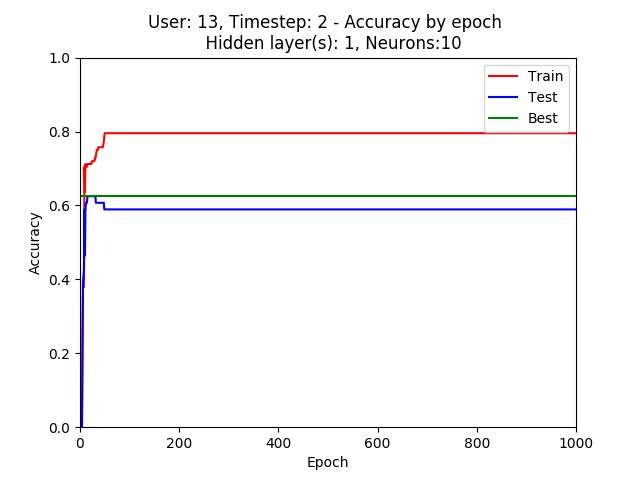 User: 13, Timestep: 2 - Accuracy by epoch
Hidden layer(s): 1, Neurons:10
1.0
0.8
0.6
0.4
0.2
0.0
Accuracy
Train
Test
Best
0 200 400 600 800 1000
Epoch